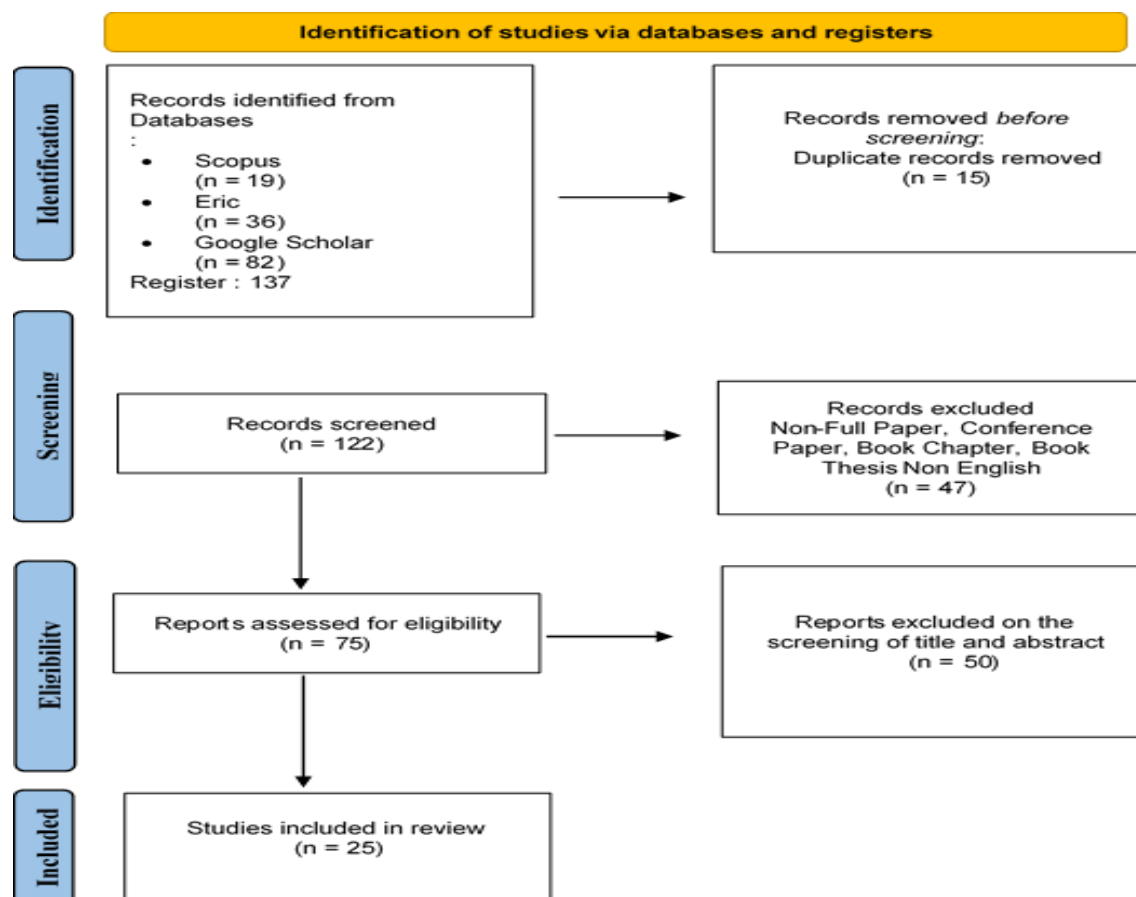 Identification of studies via databases and registers
Identification
Records identified from
Databases
:
• Scopus
(n = 19)
• Eric
(n = 36)
• Google Scholar
(n = 82)
Register : 137
Records removed before
screening:
Duplicate records removed
(n = 15)
Screening
Records screened
(n = 122)
Records excluded
Non-Full Paper, Conference
Paper, Book Chapter, Book
Thesis Non English
(n = 47)
Eligibility
Reports assessed for eligibility
(n = 75)
Reports excluded on the
screening of title and abstract
(n = 50)
Included
Studies included in review
(n = 25)